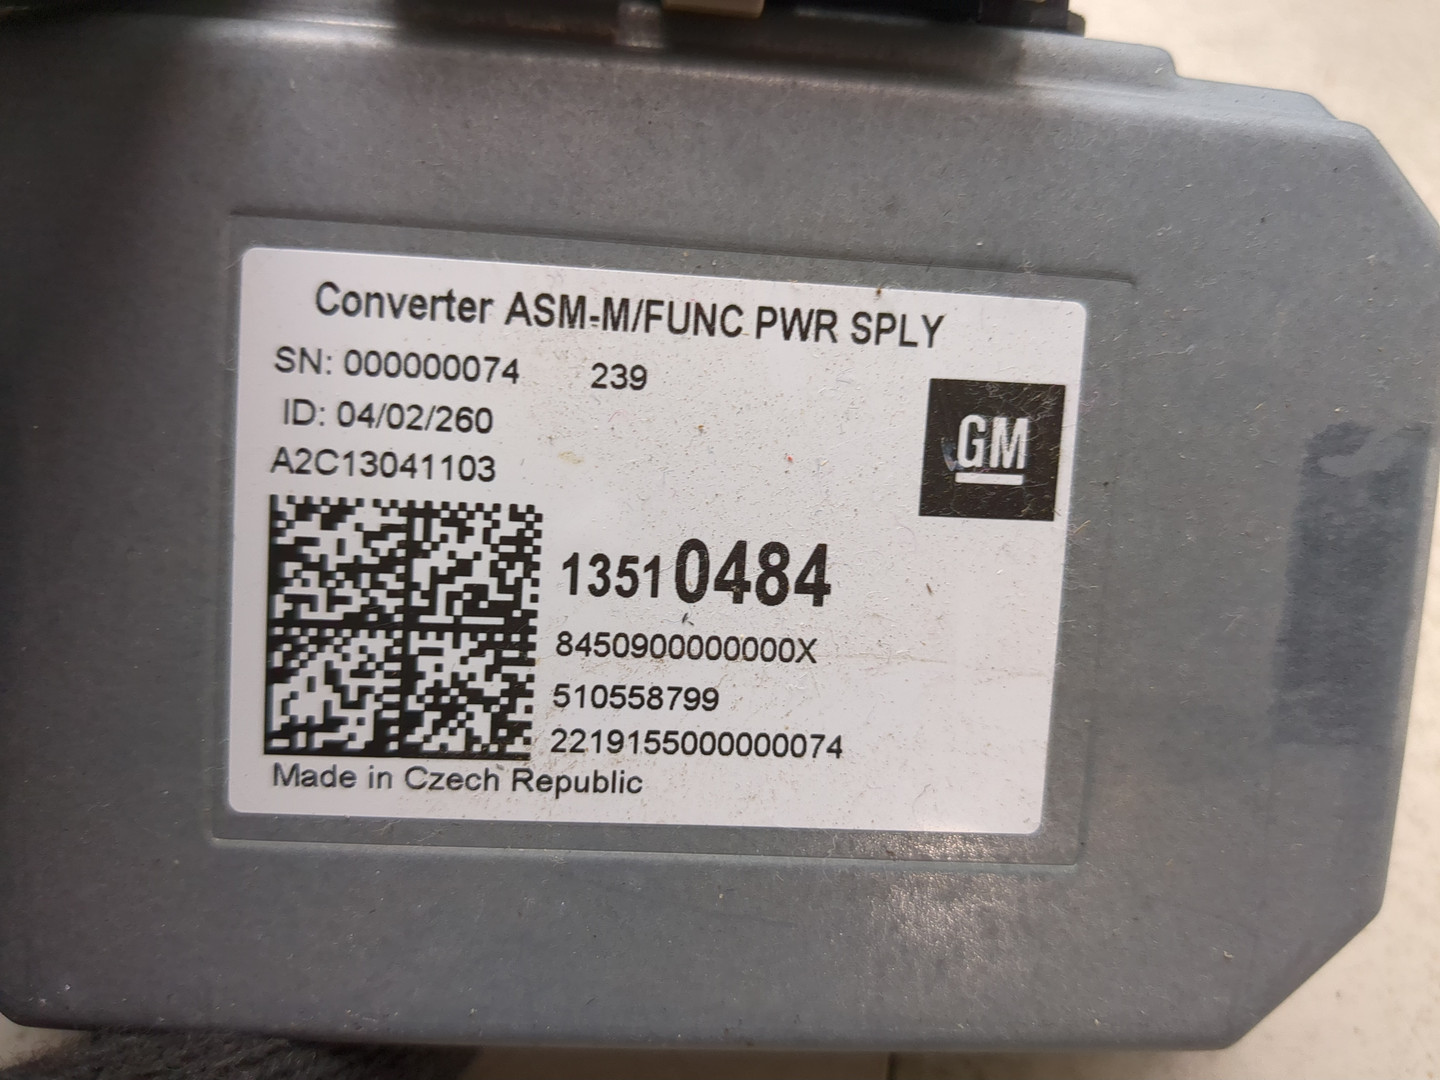 Converter ASM-M/FUNC PWR SPLY
SN: 000000074 239
ID: 04/02/260
A2C13041103
GM
13510484
8450900000000X
510558799
2219155000000074
Made in Czech Republic